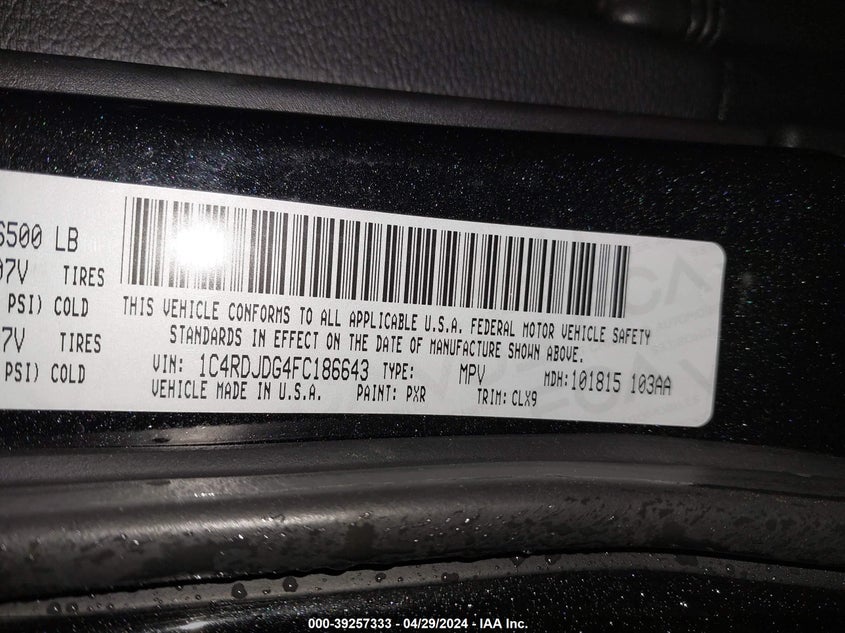 6500 LB
07V TIRES
PSI) COLD
7V TIRES
PSI) COLD
THIS VEHICLE CONFORMS TO ALL APPLICABLE U.S.A. FEDERAL MOTOR VEHICLE SAFETY
STANDARDS IN EFFECT ON THE DATE OF MANUFACTURE SHOWN ABOVE.
VIN: 1C4RDJDG4FC186643 TYPE: MPV MDH: 101815 103AA
VEHICLE MADE IN U.S.A. PAINT: PXR TRIM: CLX9
000-39257333 - 04/29/2024 - IAA Inc.